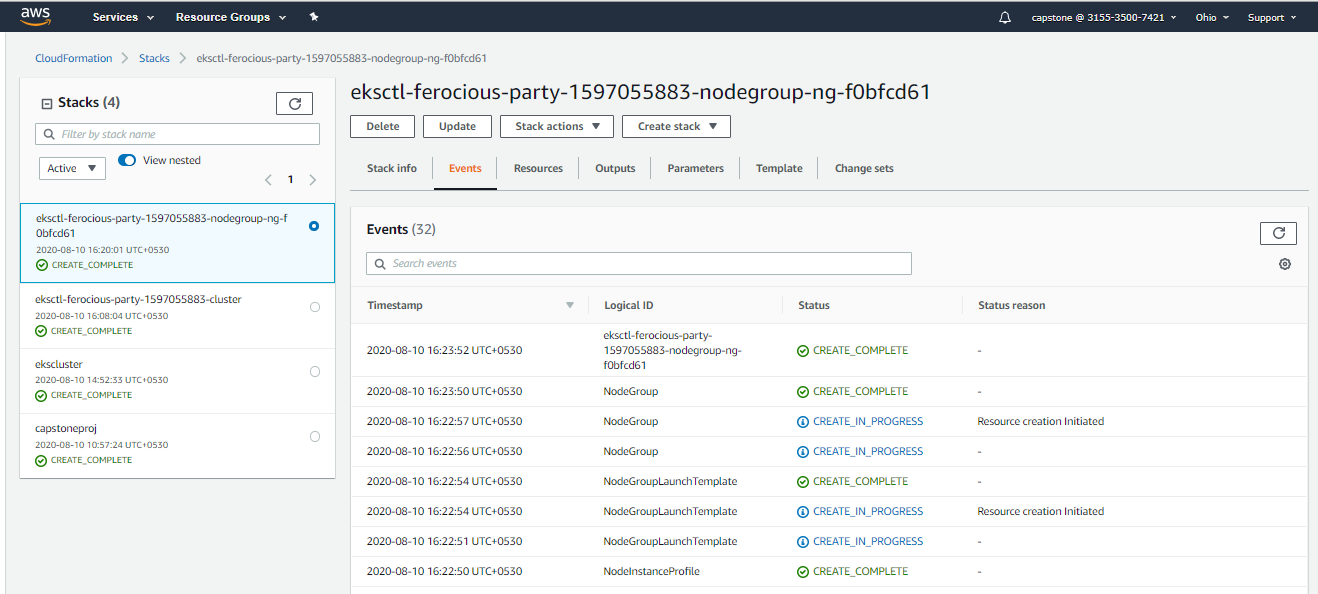 aws
Services
Resource Groups
capstone @ 3155-3500-7421
Ohio
Support
CloudFormation
Stacks
eksctl-ferocious-party-1597055883-nodegroup-ng-f0bfcd61
Stacks (4)
Filter by stack name
Active
View nested
1
eksctl-ferocious-party-1597055883-nodegroup-ng-f
0bfcd61
2020-08-10 16:20:01 UTC+0530
CREATE_COMPLETE
eksctl-ferocious-party-1597055883-cluster
2020-08-10 16:08:04 UTC+0530
CREATE_COMPLETE
ekscluster
2020-08-10 14:52:33 UTC+0530
CREATE_COMPLETE
capstoneproj
2020-08-10 10:57:24 UTC+0530
CREATE_COMPLETE
eksctl-ferocious-party-1597055883-nodegroup-ng-f0bfcd61
Delete
Update
Stack actions
Create stack
Stack info
Events
Resources
Outputs
Parameters
Template
Change sets
Events (32)
Search events
Timestamp Logical ID Status Status reason
eksctl-ferocious-party-
2020-08-10 16:23:52 UTC+0530 1597055883-nodegroup-ng- CREATE_COMPLETE -
f0bfcd61
2020-08-10 16:23:50 UTC+0530 NodeGroup CREATE_COMPLETE -
2020-08-10 16:22:57 UTC+0530 NodeGroup CREATE_IN_PROGRESS Resource creation Initiated
2020-08-10 16:22:56 UTC+0530 NodeGroup CREATE_IN_PROGRESS -
2020-08-10 16:22:54 UTC+0530 NodeGroupLaunchTemplate CREATE_COMPLETE -
2020-08-10 16:22:54 UTC+0530 NodeGroupLaunchTemplate CREATE_IN_PROGRESS Resource creation Initiated
2020-08-10 16:22:51 UTC+0530 NodeGroupLaunchTemplate CREATE_IN_PROGRESS -
2020-08-10 16:22:50 UTC+0530 NodeInstanceProfile CREATE_COMPLETE -